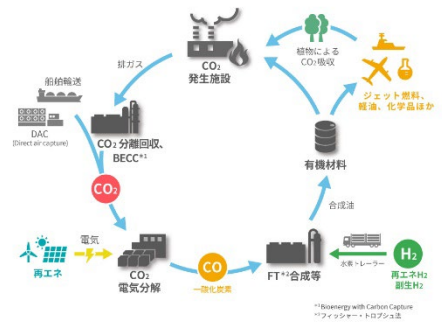 植物による
CO₂吸収
CO₂
発生施設
排ガス
船舶輸送
ジェット燃料、
軽油、化学品ほか
DAC
(Direct air capture)
CO₂ 分離回収、
BECC*¹
有機材料
CO₂
合成油
電気
水素トレーラー
H₂
再エネ
CO₂
電気分解
CO
一酸化炭素
FT*²合成等
再エネH₂
副生H₂
*¹Bioenergy with Carbon Capture
*²フィッシャー・トロプシュ法